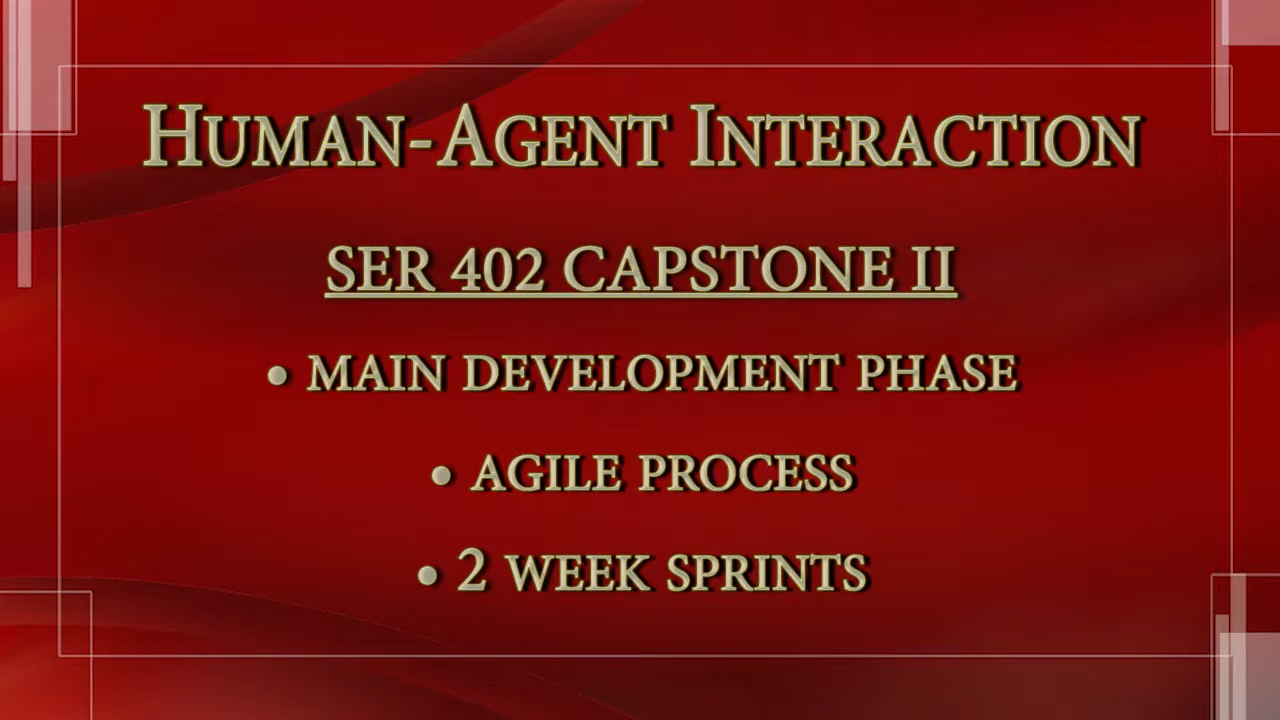 Human-Agent Interaction
SER 402 CAPSTONE II
• MAIN DEVELOPMENT PHASE
• AGILE PROCESS
• 2 WEEK SPRINTS